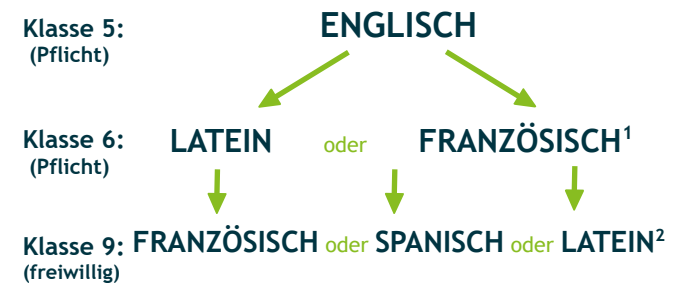 Klasse 5: ENGLISCH
(Pflicht)
Klasse 6: LATEIN oder FRANZÖSISCH¹
(Pflicht)
Klasse 9: FRANZÖSISCH oder SPANISCH oder LATEIN²
(freiwillig)